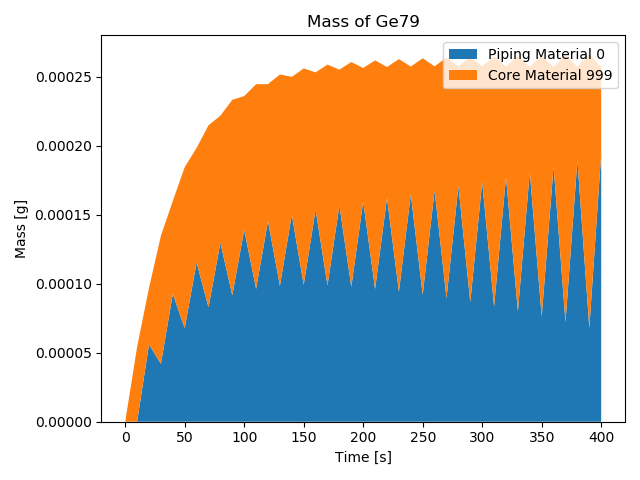 Mass of Ge79
Piping Material 0
Core Material 999
Mass [g]
0.00025
0.00020
0.00015
0.00010
0.00005
0.00000
0 50 100 150 200 250 300 350 400
Time [s]